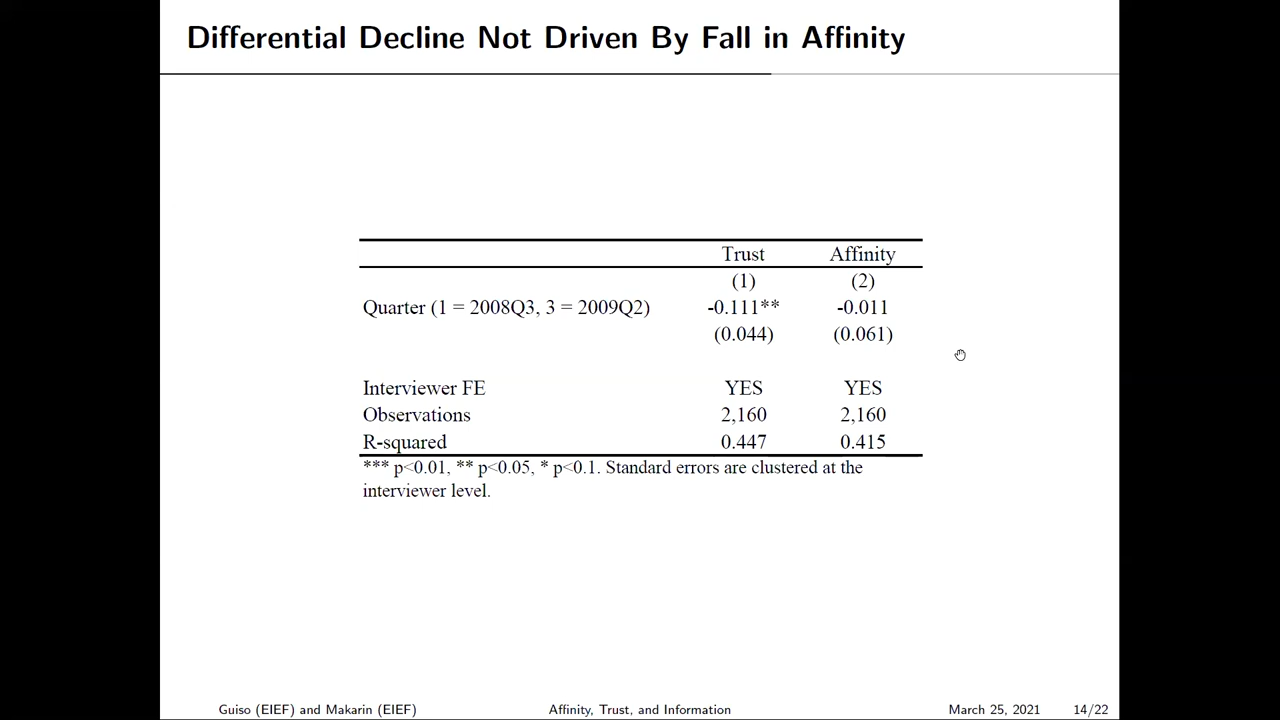 Differential Decline Not Driven By Fall in Affinity
Trust Affinity
(1) (2)
Quarter (1 = 2008Q3, 3 = 2009Q2) -0.111** -0.011
(0.044) (0.061)
Interviewer FE YES YES
Observations 2,160 2,160
R-squared 0.447 0.415
*** p<0.01, ** p<0.05, * p<0.1. Standard errors are clustered at the
interviewer level.
Guiso (EIEF) and Makarin (EIEF) Affinity, Trust, and Information March 25, 2021 14/22